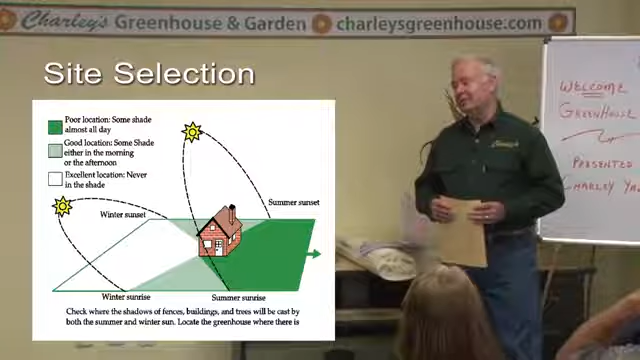 Charley's Greenhouse & Garden charleysgreenhouse.com
Site Selection
Poor location: Some shade
almost all day
Good location: Some Shade
either in the morning
or the afternoon
Excellent location: Never
in the shade
Winter sunset
Summer sunset
Winter sunrise
Summer sunrise
Check where the shadows of fences, buildings, and trees will be cast by
both the summer and winter sun. Locate the greenhouse where there is
WELCOME
GREENHOUSE
PRESENTED
CHARLEY